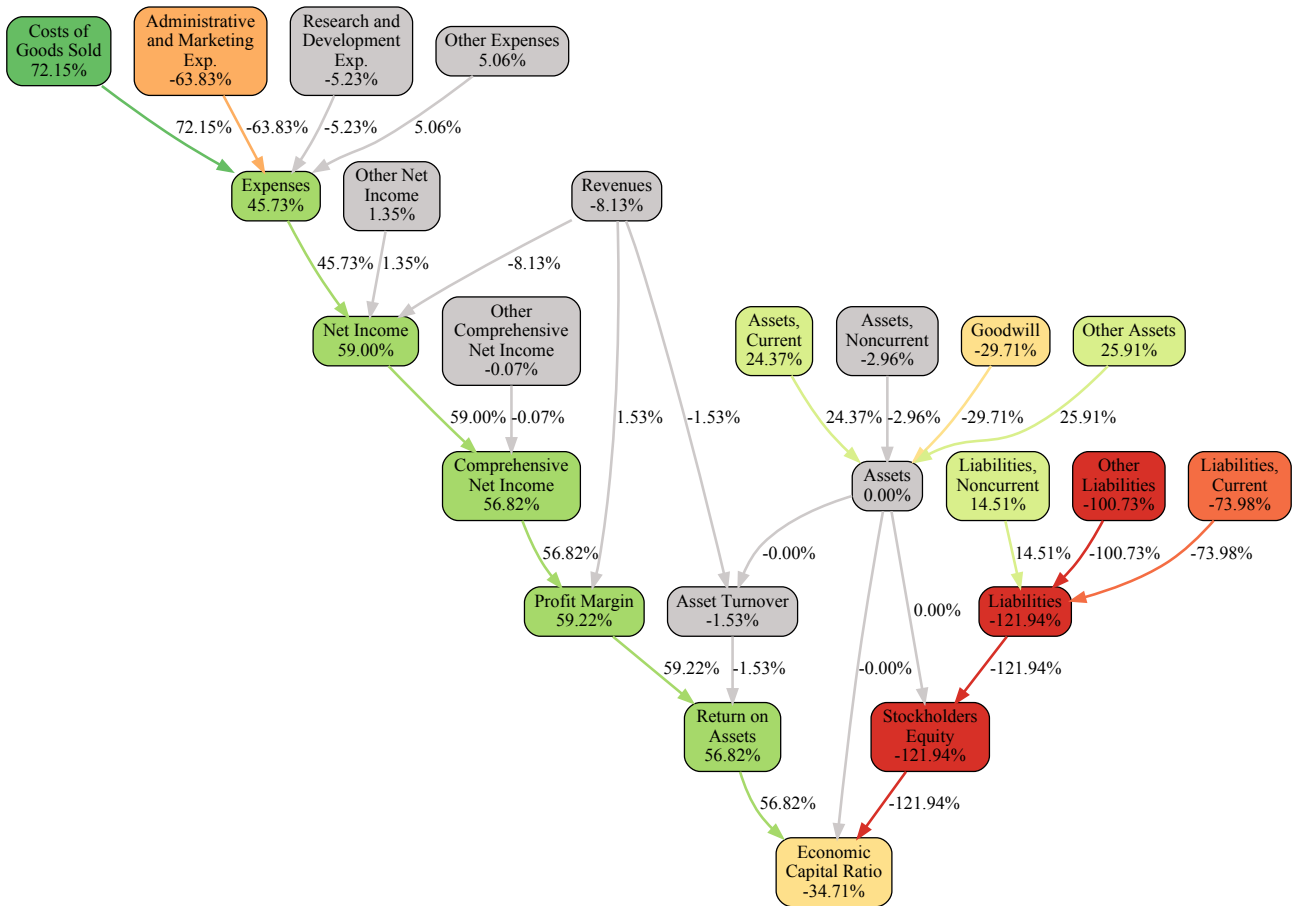 Costs of
Goods Sold
72.15%
Administrative
and Marketing
Exp.
-63.83%
Research and
Development
Exp.
-5.23%
Other Expenses
5.06%
72.15%
-63.83%
-5.23%
5.06%
Expenses
45.73%
Other Net
Income
1.35%
Revenues
-8.13%
45.73%
1.35%
-8.13%
Net Income
59.00%
Other
Comprehensive
Net Income
-0.07%
Assets,
Current
24.37%
Assets,
Noncurrent
-2.96%
Goodwill
-29.71%
Other Assets
25.91%
59.00%
-0.07%
1.53%
-1.53%
24.37%
-2.96%
-29.71%
25.91%
Comprehensive
Net Income
56.82%
Assets
0.00%
Liabilities,
Noncurrent
14.51%
Other
Liabilities
-100.73%
Liabilities,
Current
-73.98%
56.82%
-0.00%
14.51%
-100.73%
-73.98%
Profit Margin
59.22%
Asset Turnover
-1.53%
0.00%
Liabilities
-121.94%
59.22%
-1.53%
-0.00%
-121.94%
Return on
Assets
56.82%
Stockholders
Equity
-121.94%
56.82%
-121.94%
Economic
Capital Ratio
-34.71%